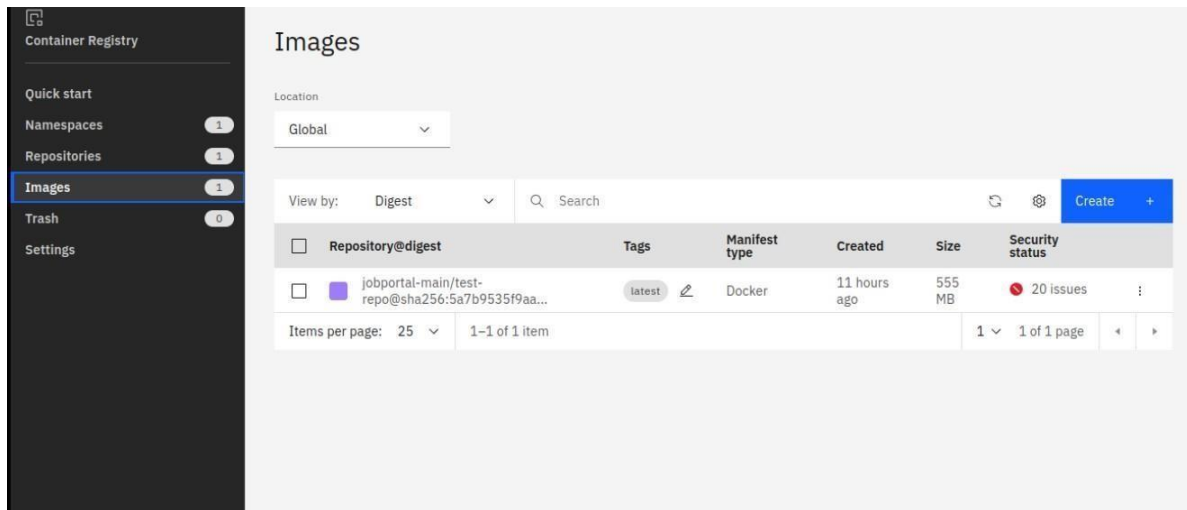 Container Registry
Quick start
Namespaces 1
Repositories 1
Images 1
Trash 0
Settings
Images
Location
Global
View by: Digest Search Create +
Repository@digest Tags Manifest type Created Size Security status
jobportal-main/test-
repo@sha256:5a7b9535f9aa... latest Docker 11 hours ago 555 MB 20 issues
Items per page: 25 1–1 of 1 item 1 1 of 1 page